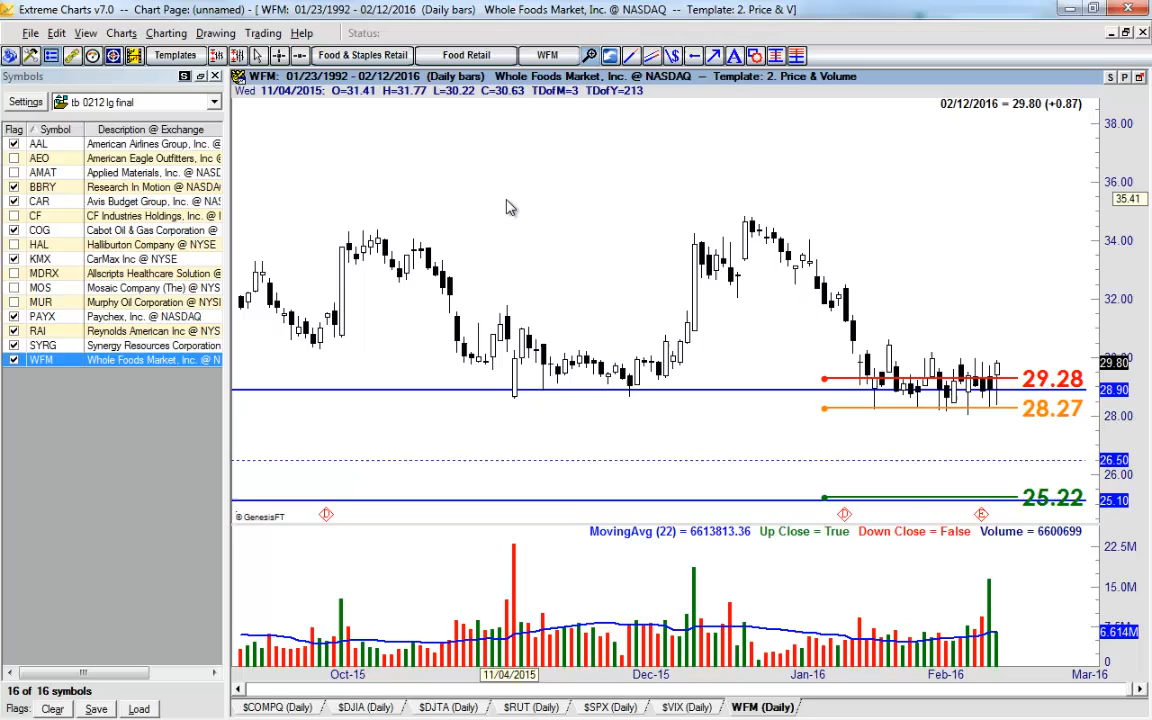 Extreme Charts v7.0 - Chart Page: (unnamed) - [ WFM: 01/23/1992 - 02/12/2016 (Daily bars) Whole Foods Market, Inc. @ NASDAQ - Template: 2. Price & V]
File Edit View Charts Charting Drawing Trading Help Status:
Templates Food & Staples Retail Food Retail WFM
Symbols
Settings tb 0212 lg final
Flag Symbol Description @ Exchange
AAL American Airlines Group, Inc. @
AEO American Eagle Outfitters, Inc @
AMAT Applied Materials, Inc. @ NASD
BBRY Research In Motion @ NASDA
CAR Avis Budget Group, Inc. @ NAS
CF CF Industries Holdings, Inc. @
COG Cabot Oil & Gas Corporation @
HAL Halliburton Company @ NYSE
KMX CarMax Inc @ NYSE
MDRX Allscripts Healthcare Solution @
MOS Mosaic Company (The) @ NYS
MUR Murphy Oil Corporation @ NYS
PAYX Paychex, Inc. @ NASDAQ
RAI Reynolds American Inc @ NYS
SYRG Synergy Resources Corporation
WFM Whole Foods Market, Inc. @ N
16 of 16 symbols
Flags: Clear Save Load
WFM: 01/23/1992 - 02/12/2016 (Daily bars) Whole Foods Market, Inc. @ NASDAQ - Template: 2. Price & Volume
S P
Wed 11/04/2015: O=31.41 H=31.77 L=30.22 C=30.63 TDofM=3 TDofY=213
02/12/2016 = 29.80 (+0.87)
38.00
36.00
35.41
34.00
32.00
29.80
29.28
28.90
28.27
28.00
26.50
26.00
25.22
25.10
D D E
© GenesisFT
MovingAvg (22) = 6613813.36 Up Close = True Down Close = False Volume = 6600699
22.5M
15.0M
6.614M
0
Oct-15 11/04/2015 Dec-15 Jan-16 Feb-16 Mar-16
$COMPQ (Daily) $DJIA (Daily) $DJTA (Daily) $RUT (Daily) $SPX (Daily) $VIX (Daily) WFM (Daily)